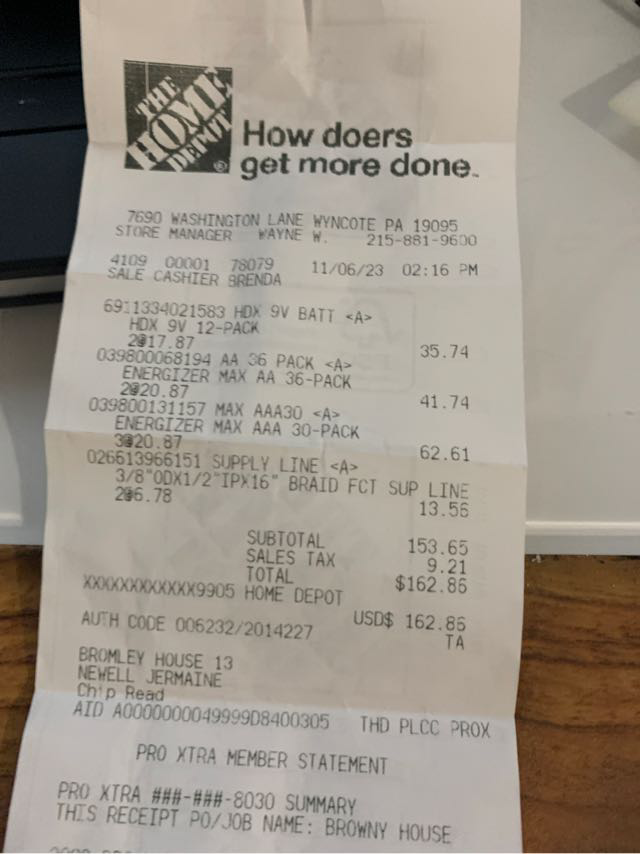 THE
HOME
DEPOT
®
How doers
get more done.
7690 WASHINGTON LANE WYNCOTE PA 19095
STORE MANAGER WAYNE W. 215-881-9600
4109 00001 78079 11/06/23 02:16 PM
SALE CASHIER BRENDA
6911334021583 HDX 9V BATT <A>
HDX 9V 12-PACK
2@17.87 35.74
039800068194 AA 36 PACK <A>
ENERGIZER MAX AA 36-PACK
2@20.87 41.74
039800131157 MAX AAA30 <A>
ENERGIZER MAX AAA 30-PACK
3@20.87 62.61
026613966151 SUPPLY LINE <A>
3/8"ODX1/2"IPX16" BRAID FCT SUP LINE
2@6.78 13.56
SUBTOTAL 153.65
SALES TAX 9.21
TOTAL $162.86
XXXXXXXXXXXX9905 HOME DEPOT
USD$ 162.86
AUTH CODE 006232/2014227 TA
BROMLEY HOUSE 13
NEWELL JERMAINE
Chip Read
AID A0000000049999D8400305 THD PLCC PROX
PRO XTRA MEMBER STATEMENT
PRO XTRA ###-###-8030 SUMMARY
THIS RECEIPT PO/JOB NAME: BROWNY HOUSE